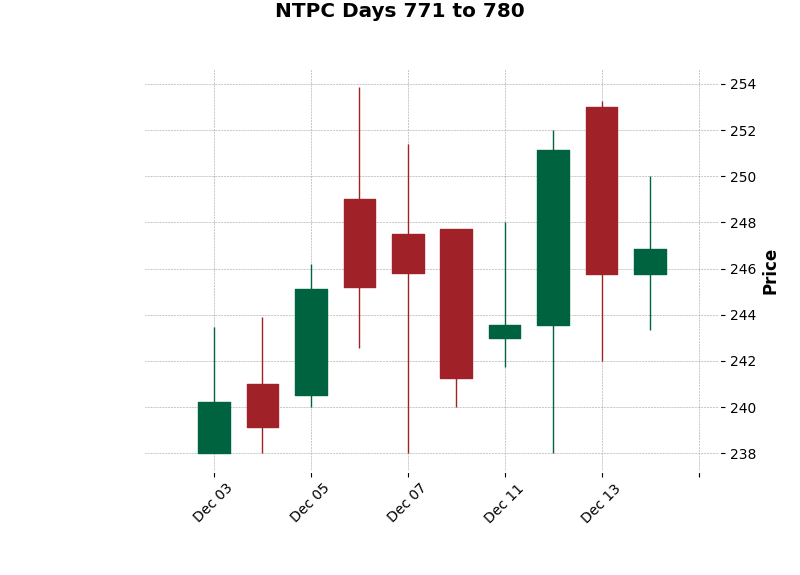 NTPC Days 771 to 780
254
252
250
248
246
244
242
240
238
Price
Dec 03
Dec 05
Dec 07
Dec 11
Dec 13